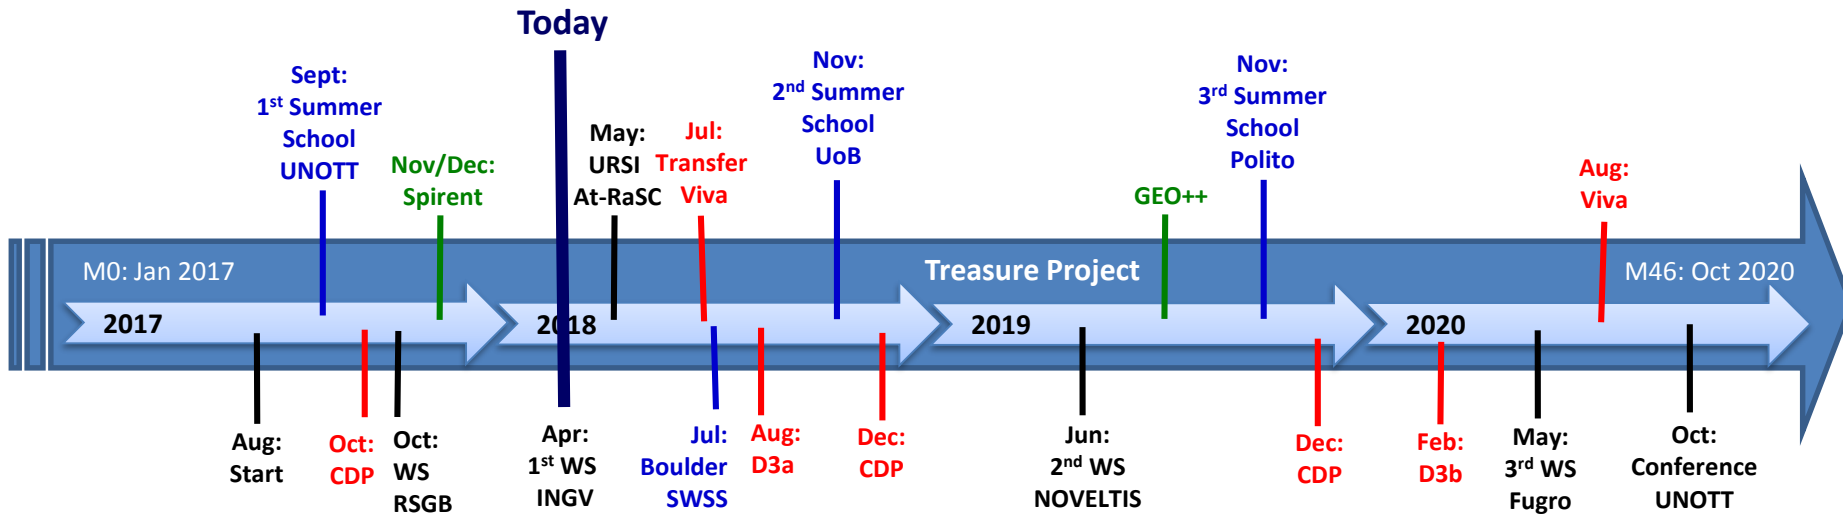 Today
Sept:
1st Summer
School
UNOTT
Nov/Dec:
Spirent
May:
URSI
At-RaSC
Jul:
Transfer
Viva
Nov:
2nd Summer
School
UoB
GEO++
Nov:
3rd Summer
School
Polito
Aug:
Viva
M0: Jan 2017
Treasure Project
M46: Oct 2020
2017
2018
2019
2020
Aug:
Start
Oct:
CDP
Oct:
WS
RSGB
Apr:
1st WS
INGV
Jul:
Boulder
SWSS
Aug:
D3a
Dec:
CDP
Jun:
2nd WS
NOVELTIS
Dec:
CDP
Feb:
D3b
May:
3rd WS
Fugro
Oct:
Conference
UNOTT